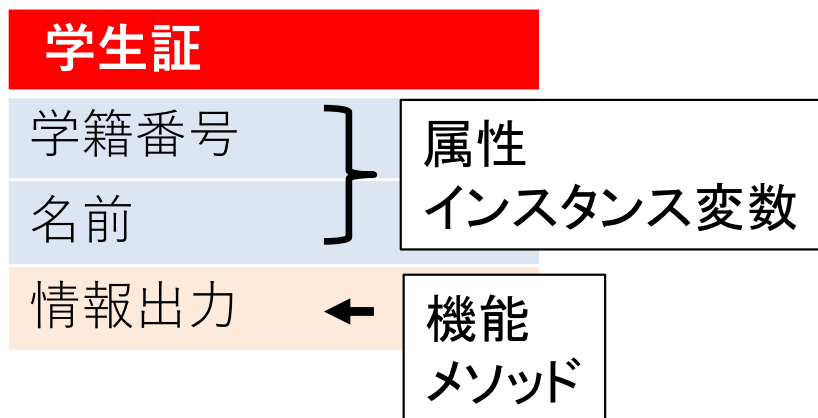 学生証
学籍番号
名前
属性
インスタンス変数
情報出力
機能
メソッド